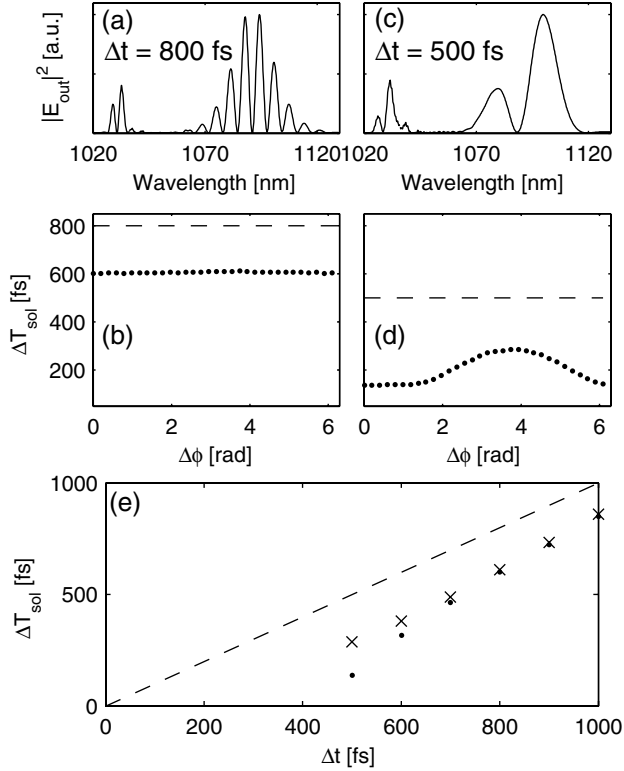 (a)
Δt = 800 fs
(c)
Δt = 500 fs
|E_out|^2 [a.u.]
1020 1070 1120
1020 1070 1120
Wavelength [nm]
Wavelength [nm]
800
600
400
200
ΔT_sol [fs]
(b)
(d)
0 2 4 6
0 2 4 6
Δϕ [rad]
Δϕ [rad]
1000
500
0
ΔT_sol [fs]
(e)
0 200 400 600 800 1000
Δt [fs]